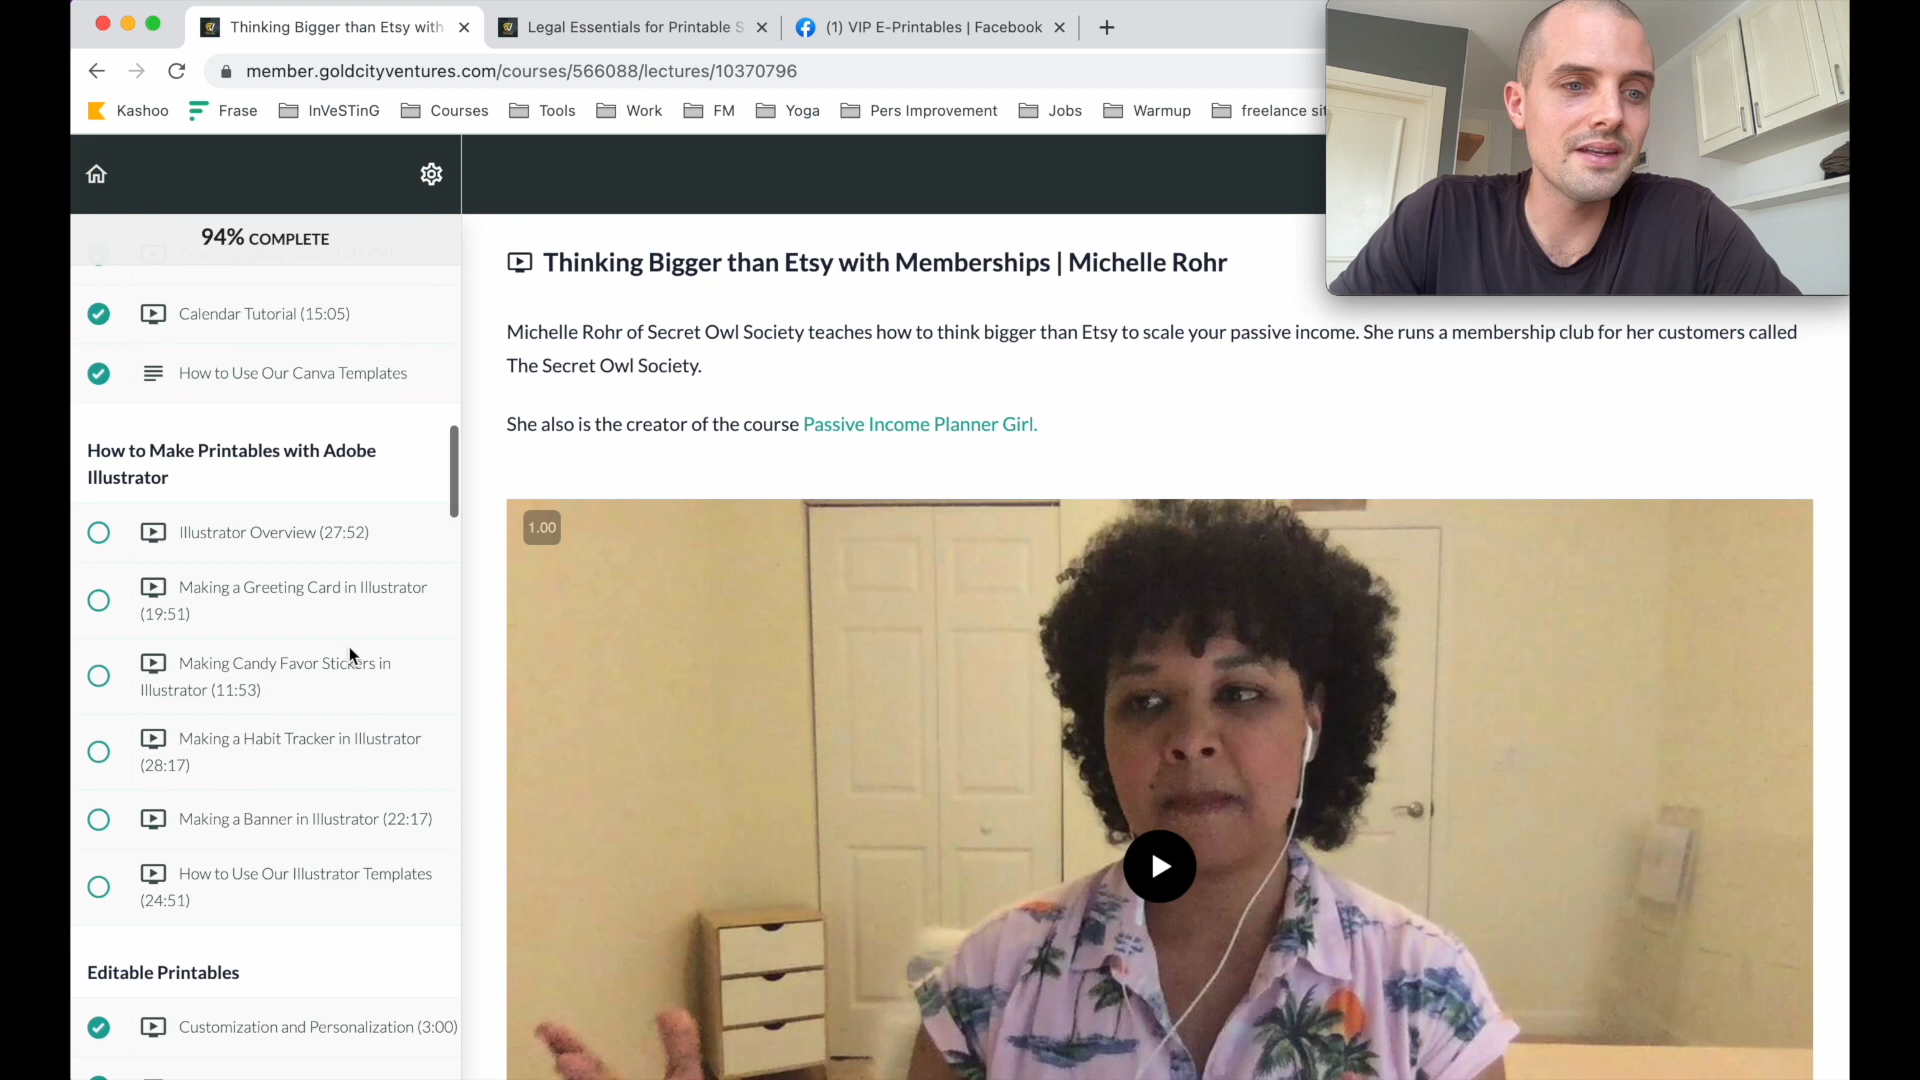 Thinking Bigger than Etsy with
Legal Essentials for Printable S
(1) VIP E-Printables | Facebook
member.goldcityventures.com/courses/566088/lectures/10370796
Kashoo
Frase
InVeSTinG
Courses
Tools
Work
FM
Yoga
Pers Improvement
Jobs
Warmup
freelance sit
94% COMPLETE
Calendar Tutorial (15:05)
How to Use Our Canva Templates
How to Make Printables with Adobe
Illustrator
Illustrator Overview (27:52)
Making a Greeting Card in Illustrator
(19:51)
Making Candy Favor Stickers in
Illustrator (11:53)
Making a Habit Tracker in Illustrator
(28:17)
Making a Banner in Illustrator (22:17)
How to Use Our Illustrator Templates
(24:51)
Editable Printables
Customization and Personalization (3:00)
Thinking Bigger than Etsy with Memberships | Michelle Rohr
Michelle Rohr of Secret Owl Society teaches how to think bigger than Etsy to scale your passive income. She runs a membership club for her customers called
The Secret Owl Society.
She also is the creator of the course Passive Income Planner Girl.
1.00